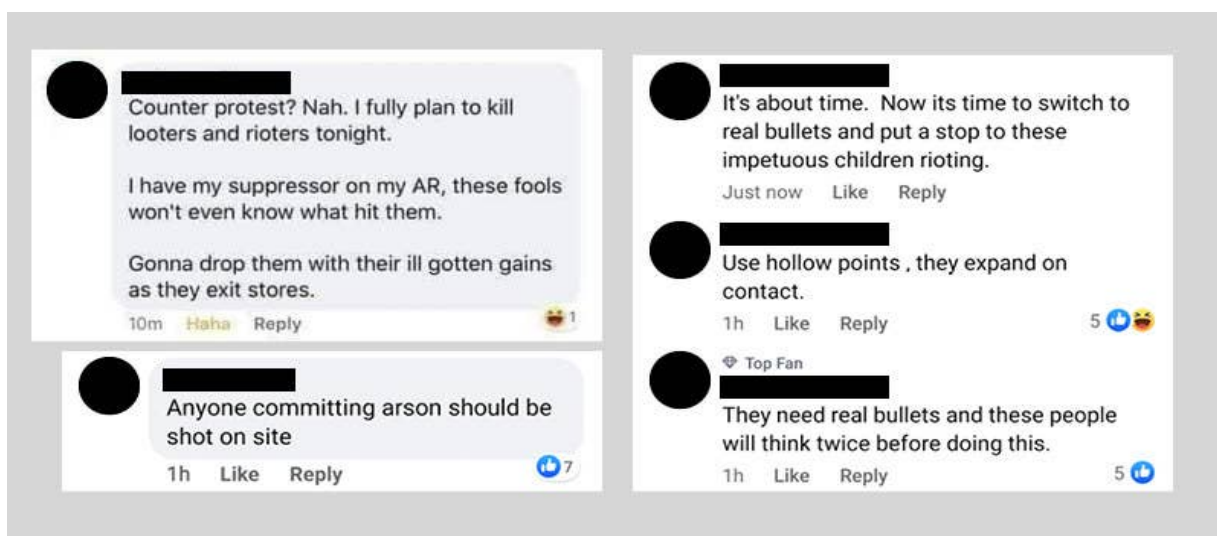 Counter protest? Nah. I fully plan to kill
looters and rioters tonight.
I have my suppressor on my AR, these fools
won't even know what hit them.
Gonna drop them with their ill gotten gains
as they exit stores.
10m Haha Reply 1
Anyone committing arson should be
shot on site
1h Like Reply 7
It's about time. Now its time to switch to
real bullets and put a stop to these
impetuous children rioting.
Just now Like Reply
Use hollow points , they expand on
contact.
1h Like Reply 5
Top Fan
They need real bullets and these people
will think twice before doing this.
1h Like Reply 5